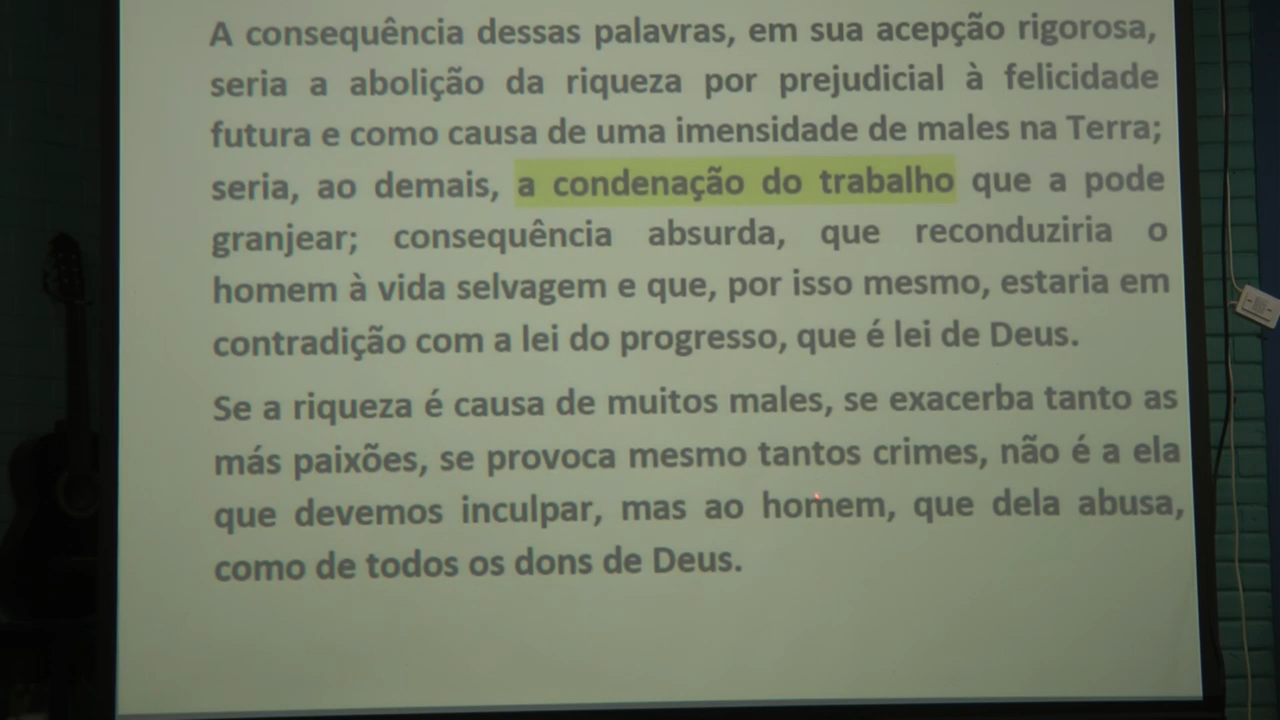 A consequência dessas palavras, em sua acepção rigorosa,
seria a abolição da riqueza por prejudicial à felicidade
futura e como causa de uma imensidade de males na Terra;
seria, ao demais, a condenação do trabalho que a pode
granjear; consequência absurda, que reconduziria o
homem à vida selvagem e que, por isso mesmo, estaria em
contradição com a lei do progresso, que é lei de Deus.
Se a riqueza é causa de muitos males, se exacerba tanto as
más paixões, se provoca mesmo tantos crimes, não é a ela
que devemos inculpar, mas ao homem, que dela abusa,
como de todos os dons de Deus.